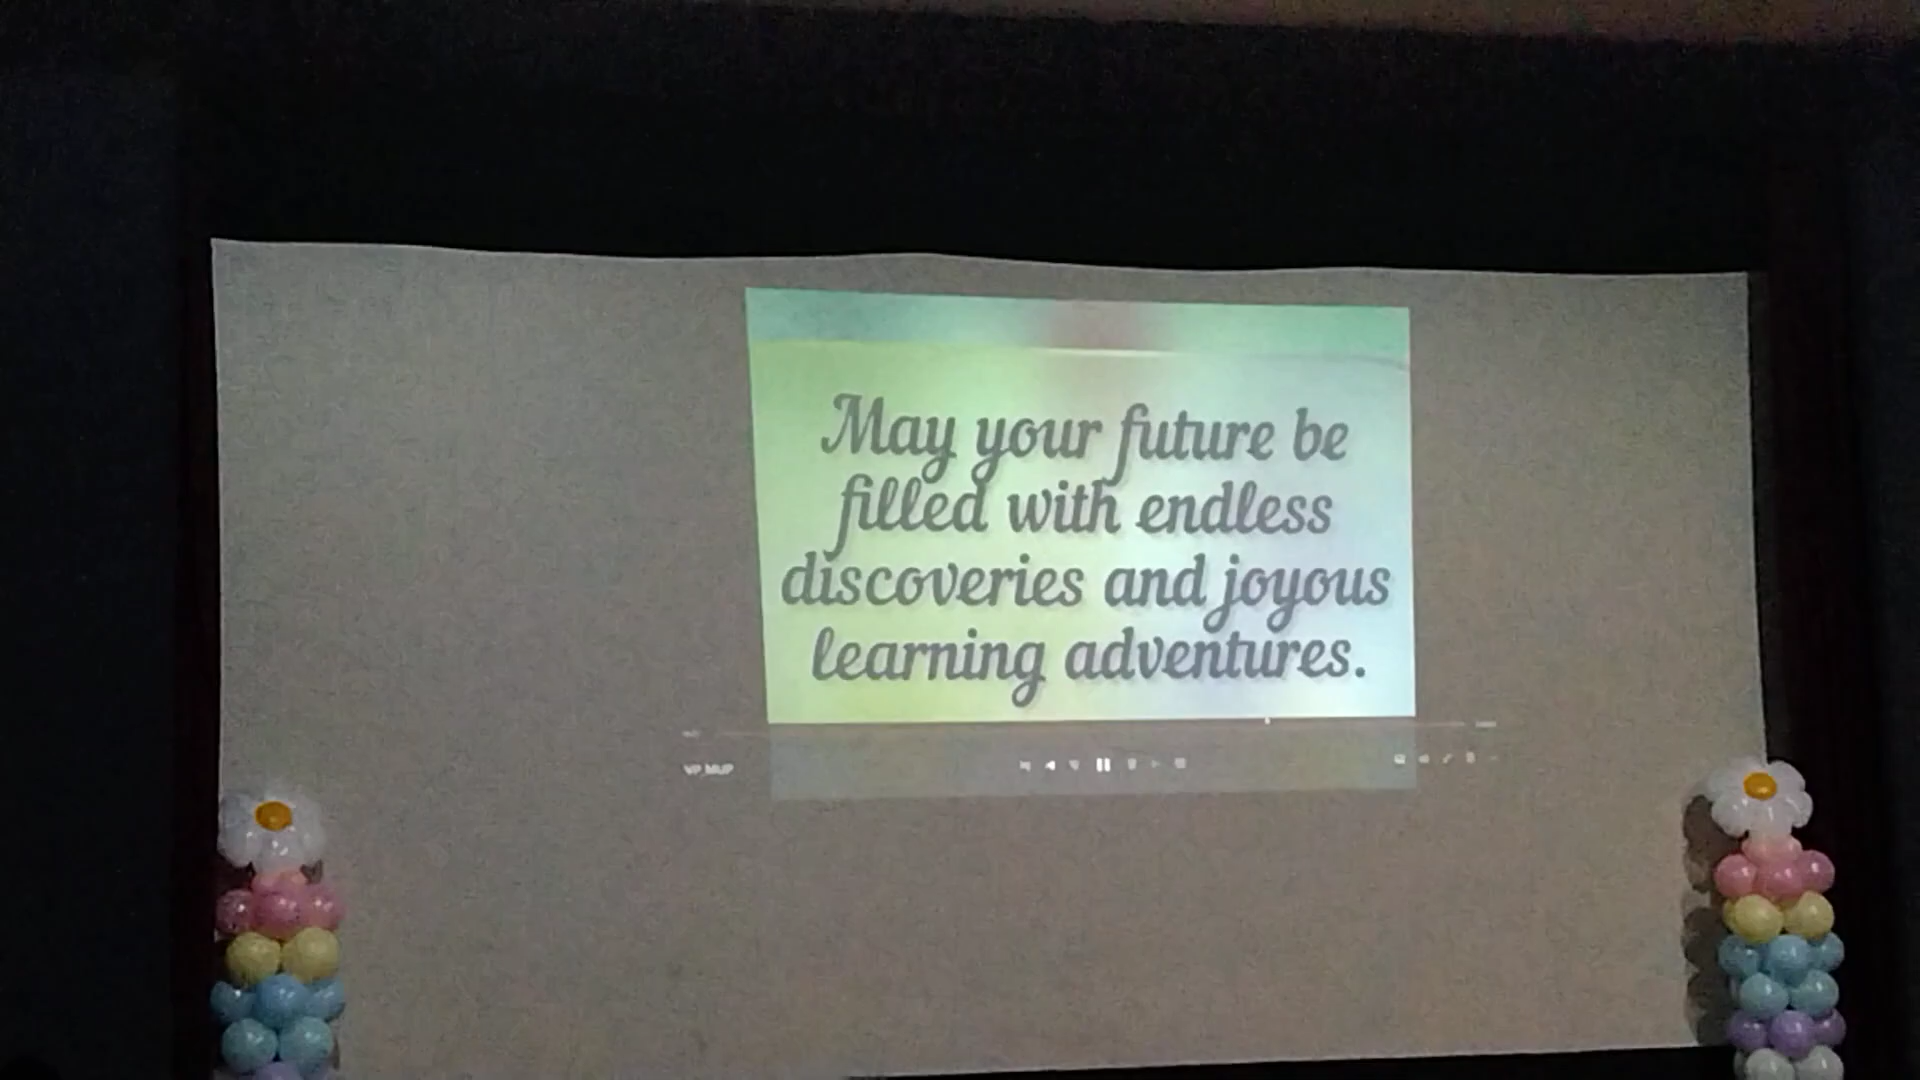 May your future be
filled with endless
discoveries and joyous
learning adventures.